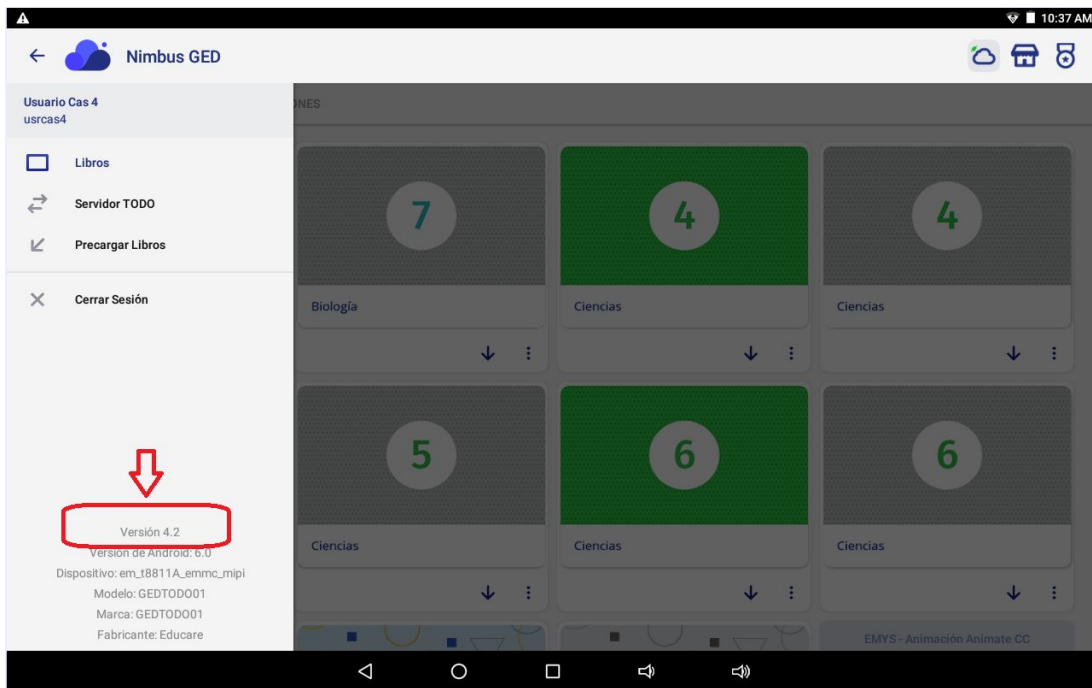 10:37 AM
Nimbus GED
Usuario Cas 4
usrcas4
ONES
Libros
Servidor TODO
Precargar Libros
Cerrar Sesión
7
4
4
Biología
Ciencias
Ciencias
5
6
6
Ciencias
Ciencias
Ciencias
EMYS - Animación Animate CC
Versión 4.2
Versión de Android: 6.0
Dispositivo: em_t8811A_emmc_mipi
Modelo: GEDTODO01
Marca: GEDTODO01
Fabricante: Educare